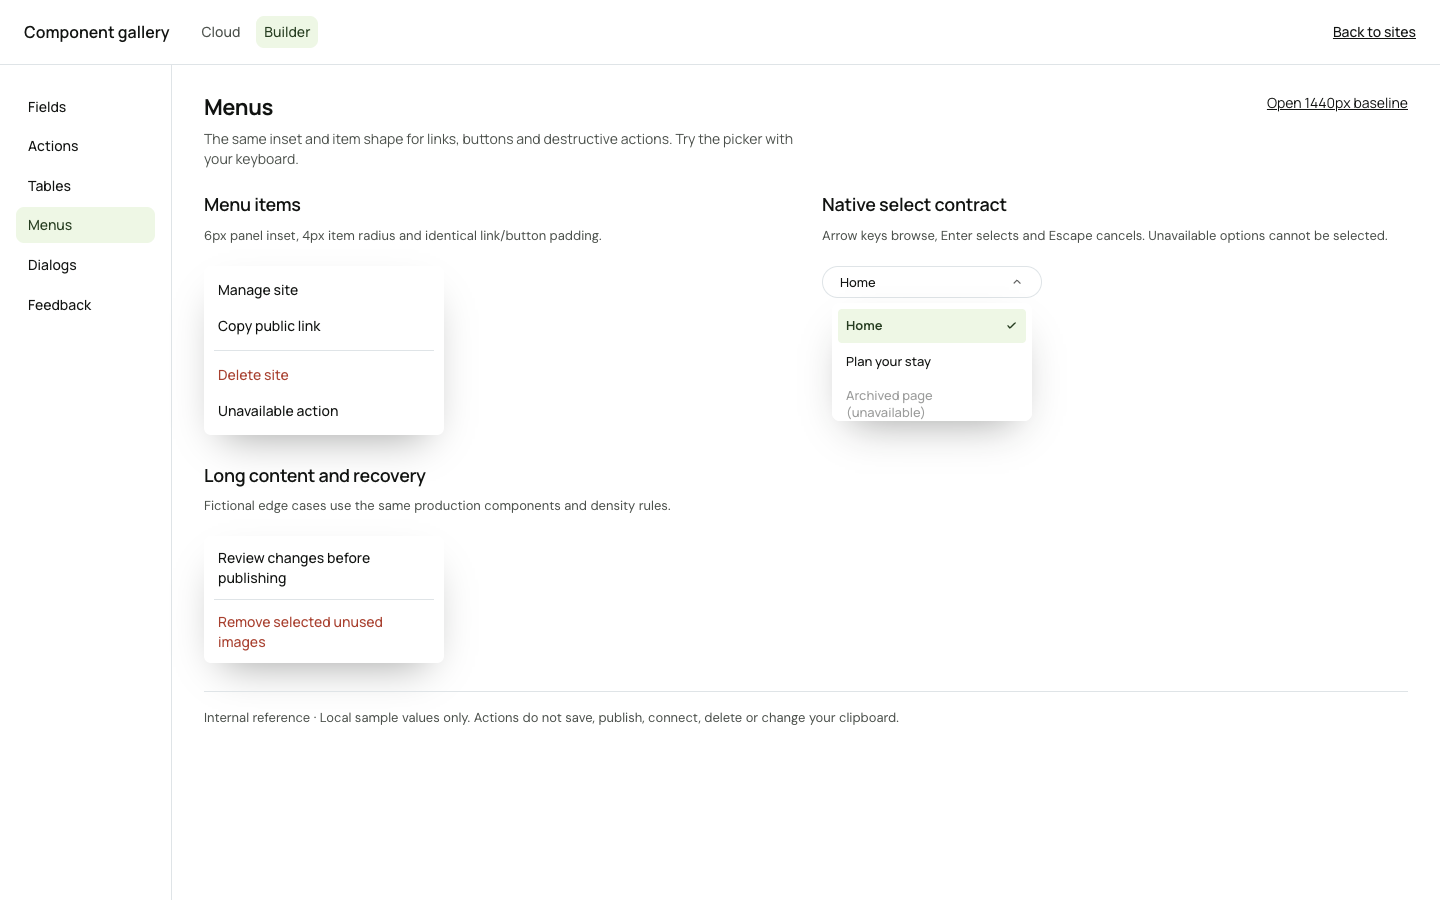 Component gallery
Cloud
Builder
Back to sites
Fields
Actions
Tables
Menus
Dialogs
Feedback
Menus
Open 1440px baseline
The same inset and item shape for links, buttons and destructive actions. Try the picker with
your keyboard.
Menu items
6px panel inset, 4px item radius and identical link/button padding.
Manage site
Copy public link
Delete site
Unavailable action
Native select contract
Arrow keys browse, Enter selects and Escape cancels. Unavailable options cannot be selected.
Home
Home
Plan your stay
Archived page
(unavailable)
Long content and recovery
Fictional edge cases use the same production components and density rules.
Review changes before
publishing
Remove selected unused
images
Internal reference · Local sample values only. Actions do not save, publish, connect, delete or change your clipboard.